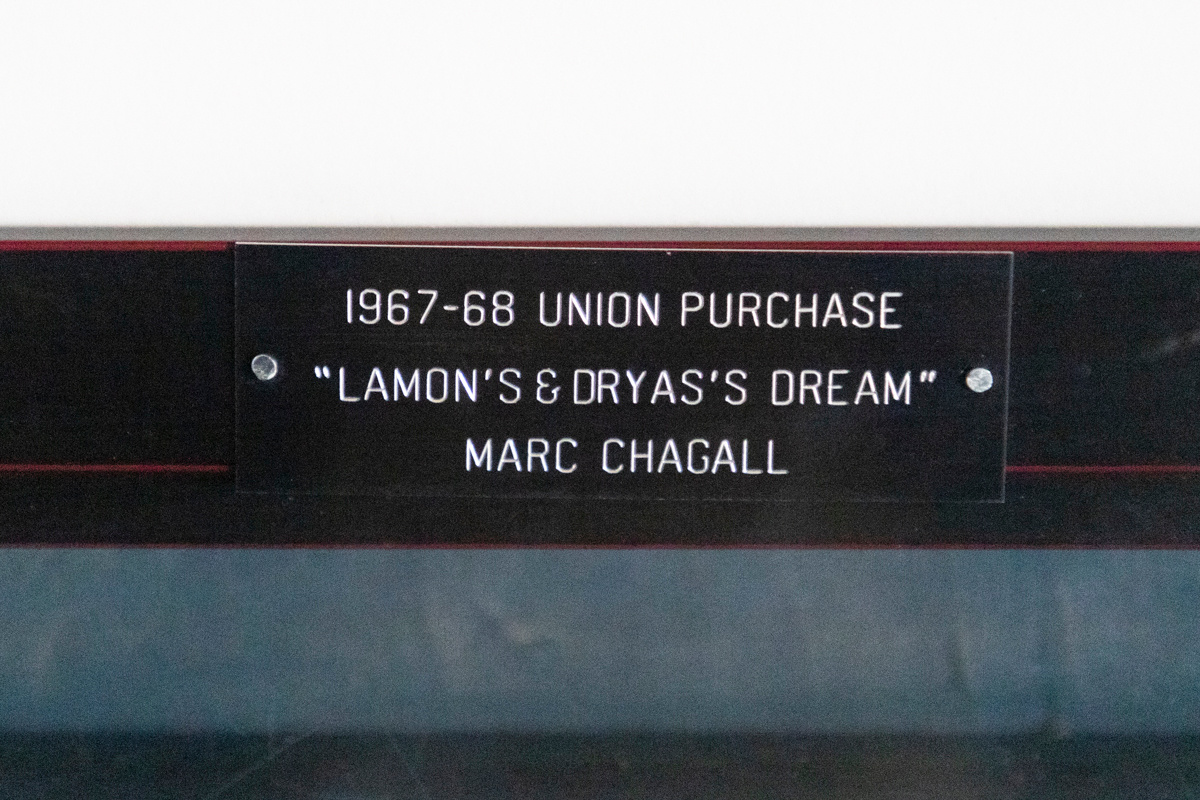 1967-68 UNION PURCHASE
"LAMON'S & DRYAS'S DREAM"
MARC CHAGALL